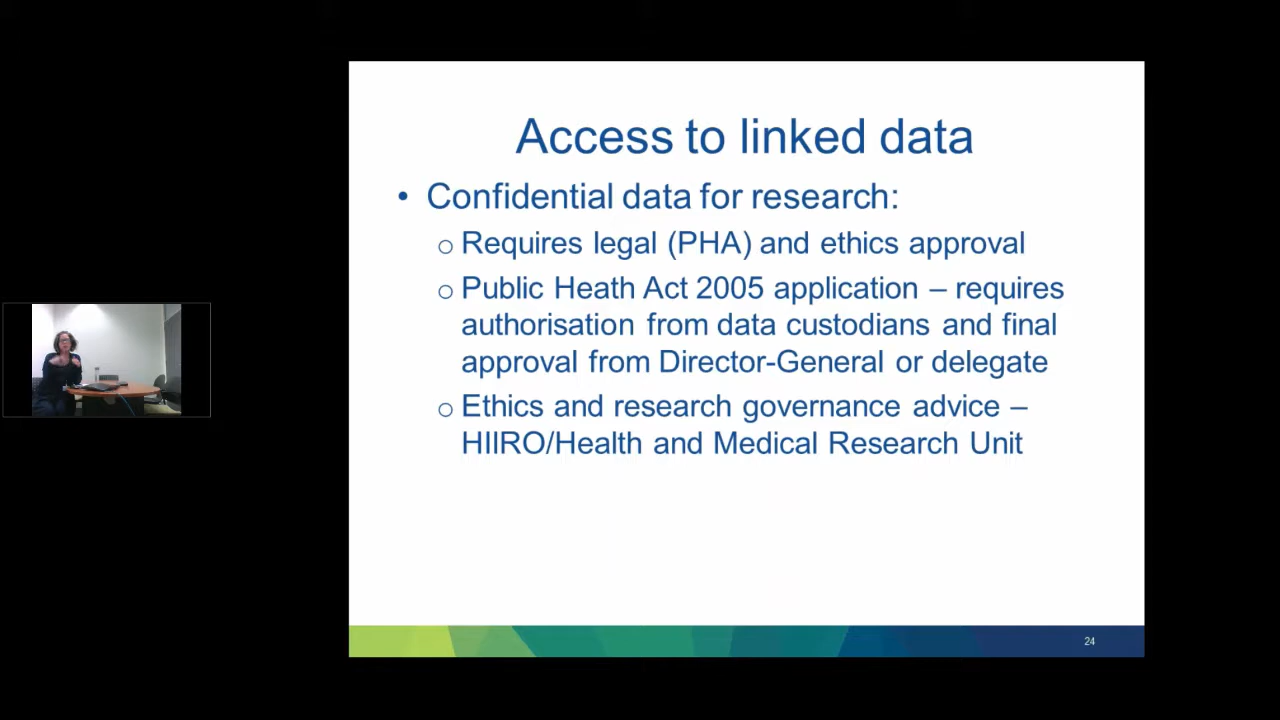 Access to linked data
• Confidential data for research:
o Requires legal (PHA) and ethics approval
o Public Heath Act 2005 application – requires
authorisation from data custodians and final
approval from Director-General or delegate
o Ethics and research governance advice –
HIIRO/Health and Medical Research Unit
24